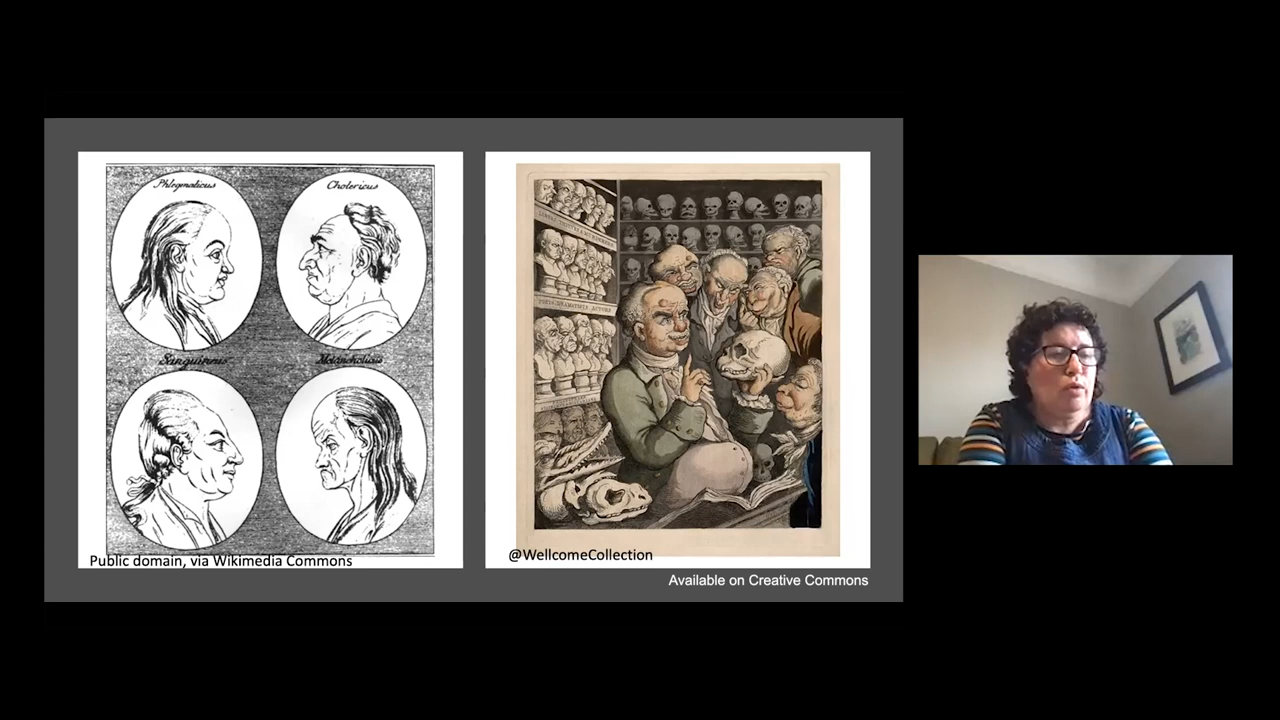 Phlegmaticus
Cholericus
Sanguineus
Melancholicus
Public domain, via Wikimedia Commons
@WellcomeCollection
Available on Creative Commons